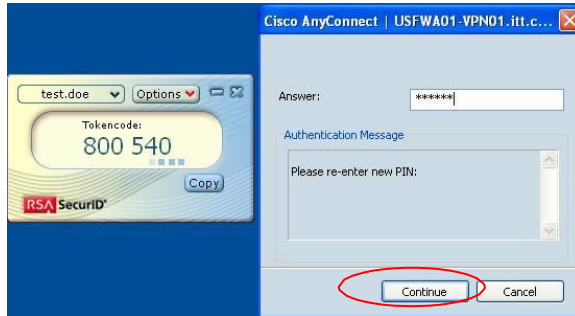 Cisco AnyConnect | USFWA01-VPN01.itt.c...
test.doe
Options
Tokencode:
800 540
Copy
RSA SecurID®
Answer:
******
Authentication Message
Please re-enter new PIN:
Continue
Cancel